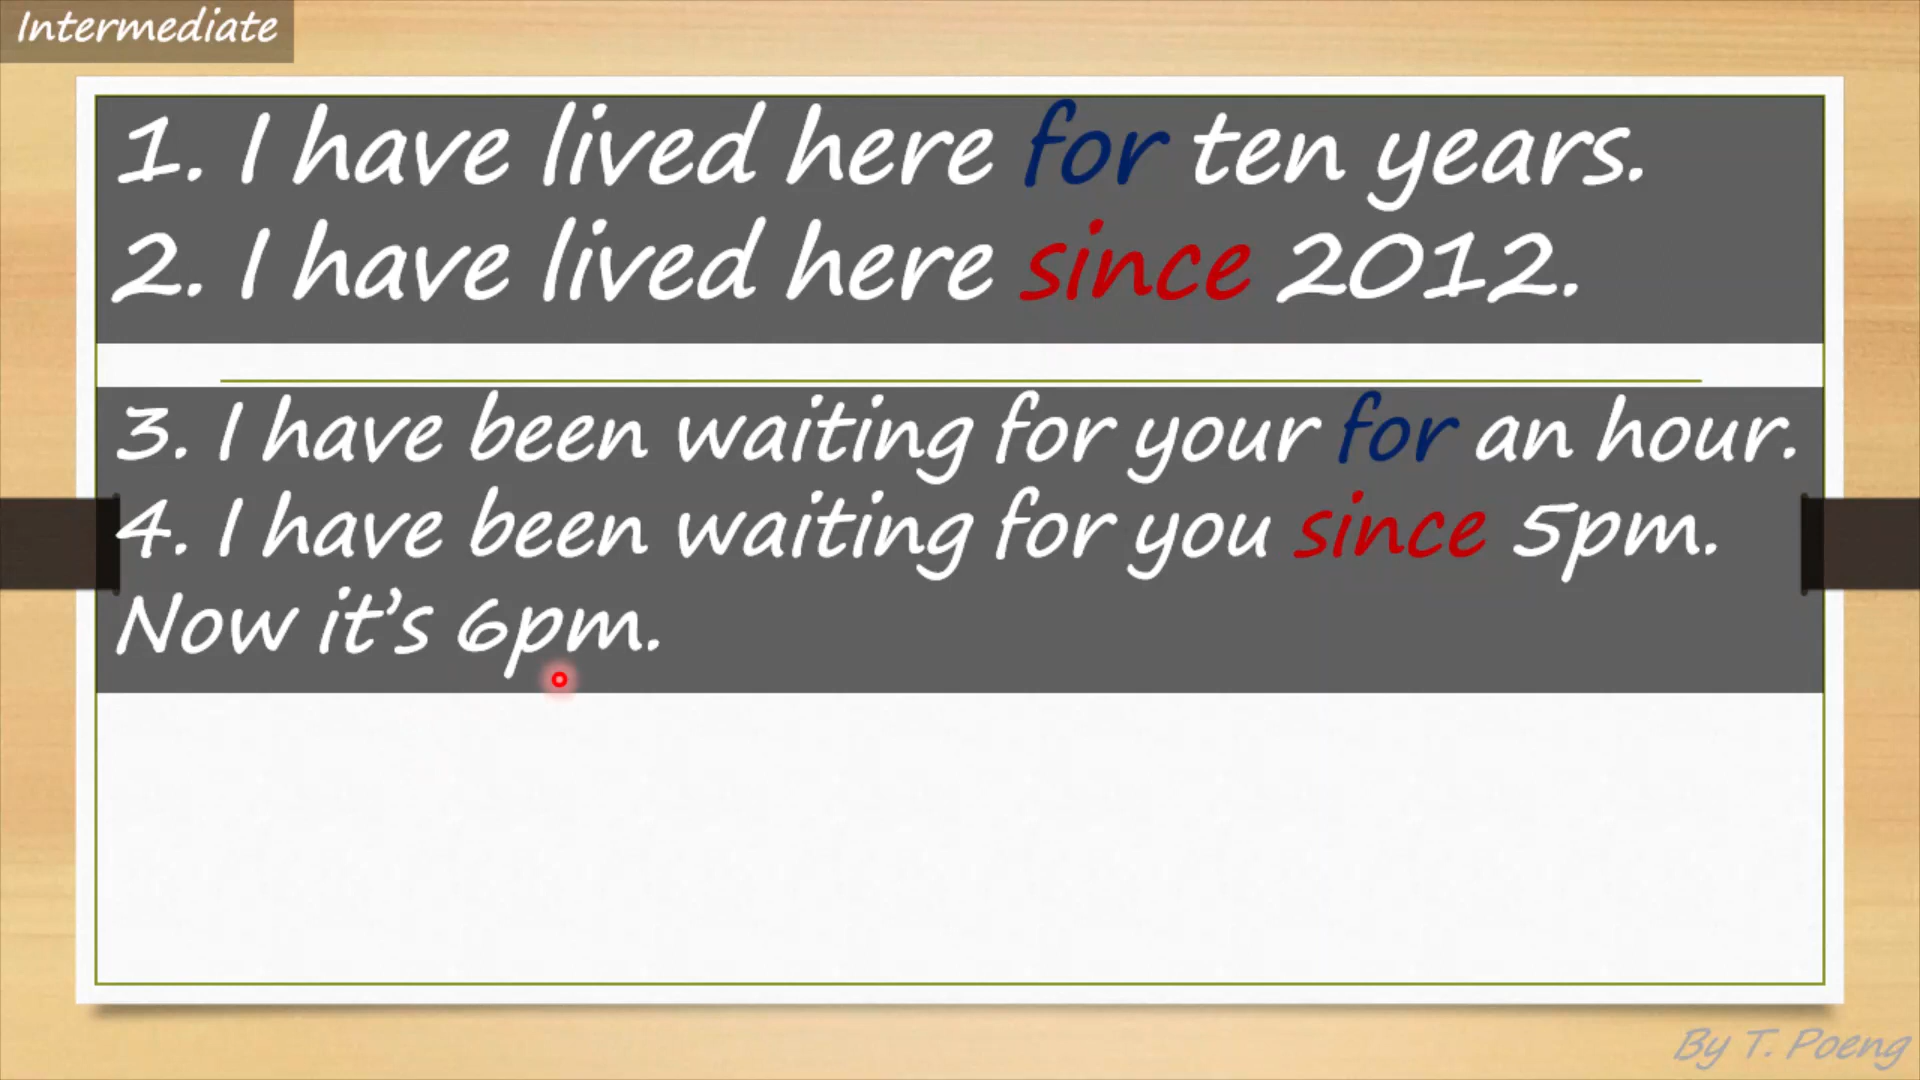 Intermediate
1. I have lived here for ten years.
2. I have lived here since 2012.
3. I have been waiting for your for an hour.
4. I have been waiting for you since 5pm.
Now it's 6pm.
By T. Poeng